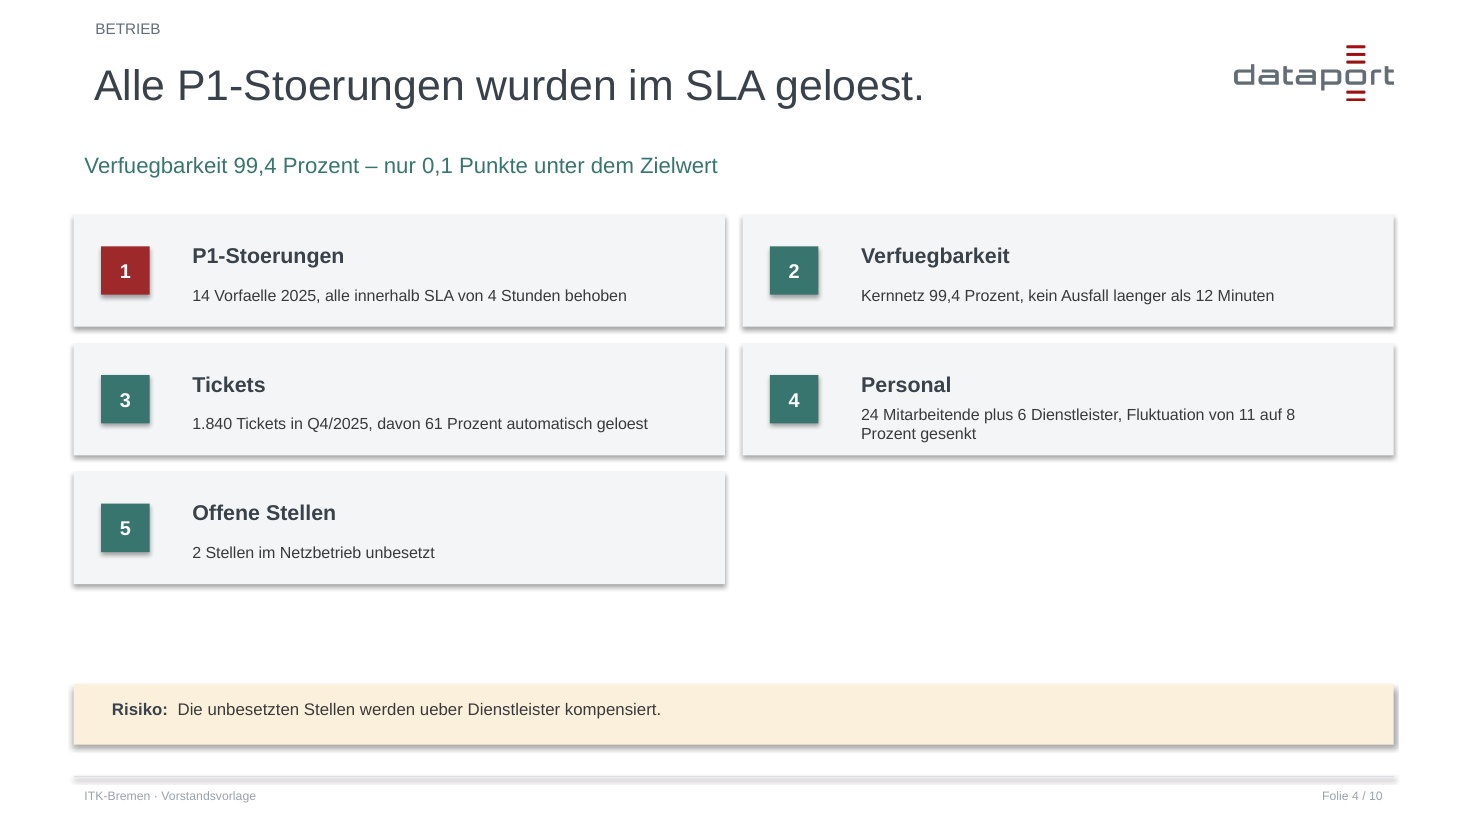 BETRIEB
Alle P1-Stoerungen wurden im SLA geloest.
dataport
Verfuegbarkeit 99,4 Prozent – nur 0,1 Punkte unter dem Zielwert
1
P1-Stoerungen
14 Vorfaelle 2025, alle innerhalb SLA von 4 Stunden behoben
2
Verfuegbarkeit
Kernnetz 99,4 Prozent, kein Ausfall laenger als 12 Minuten
3
Tickets
1.840 Tickets in Q4/2025, davon 61 Prozent automatisch geloest
4
Personal
24 Mitarbeitende plus 6 Dienstleister, Fluktuation von 11 auf 8
Prozent gesenkt
5
Offene Stellen
2 Stellen im Netzbetrieb unbesetzt
Risiko: Die unbesetzten Stellen werden ueber Dienstleister kompensiert.
ITK-Bremen · Vorstandsvorlage
Folie 4 / 10